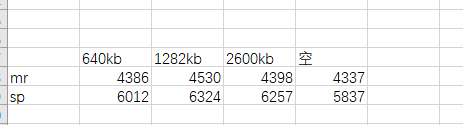 640kb 1282kb 2600kb 空
mr 4386 4530 4398 4337
sp 6012 6324 6257 5837